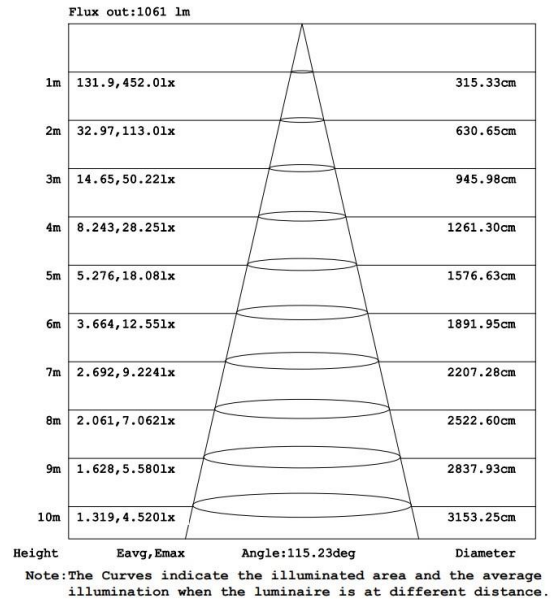 Flux out:1061 lm
1m 131.9,452.0lx 315.33cm
2m 32.97,113.0lx 630.65cm
3m 14.65,50.22lx 945.98cm
4m 8.243,28.25lx 1261.30cm
5m 5.276,18.08lx 1576.63cm
6m 3.664,12.55lx 1891.95cm
7m 2.692,9.224lx 2207.28cm
8m 2.061,7.062lx 2522.60cm
9m 1.628,5.580lx 2837.93cm
10m 1.319,4.520lx 3153.25cm
Height Eavg,Emax Angle:115.23deg Diameter
Note:The Curves indicate the illuminated area and the average
illumination when the luminaire is at different distance.